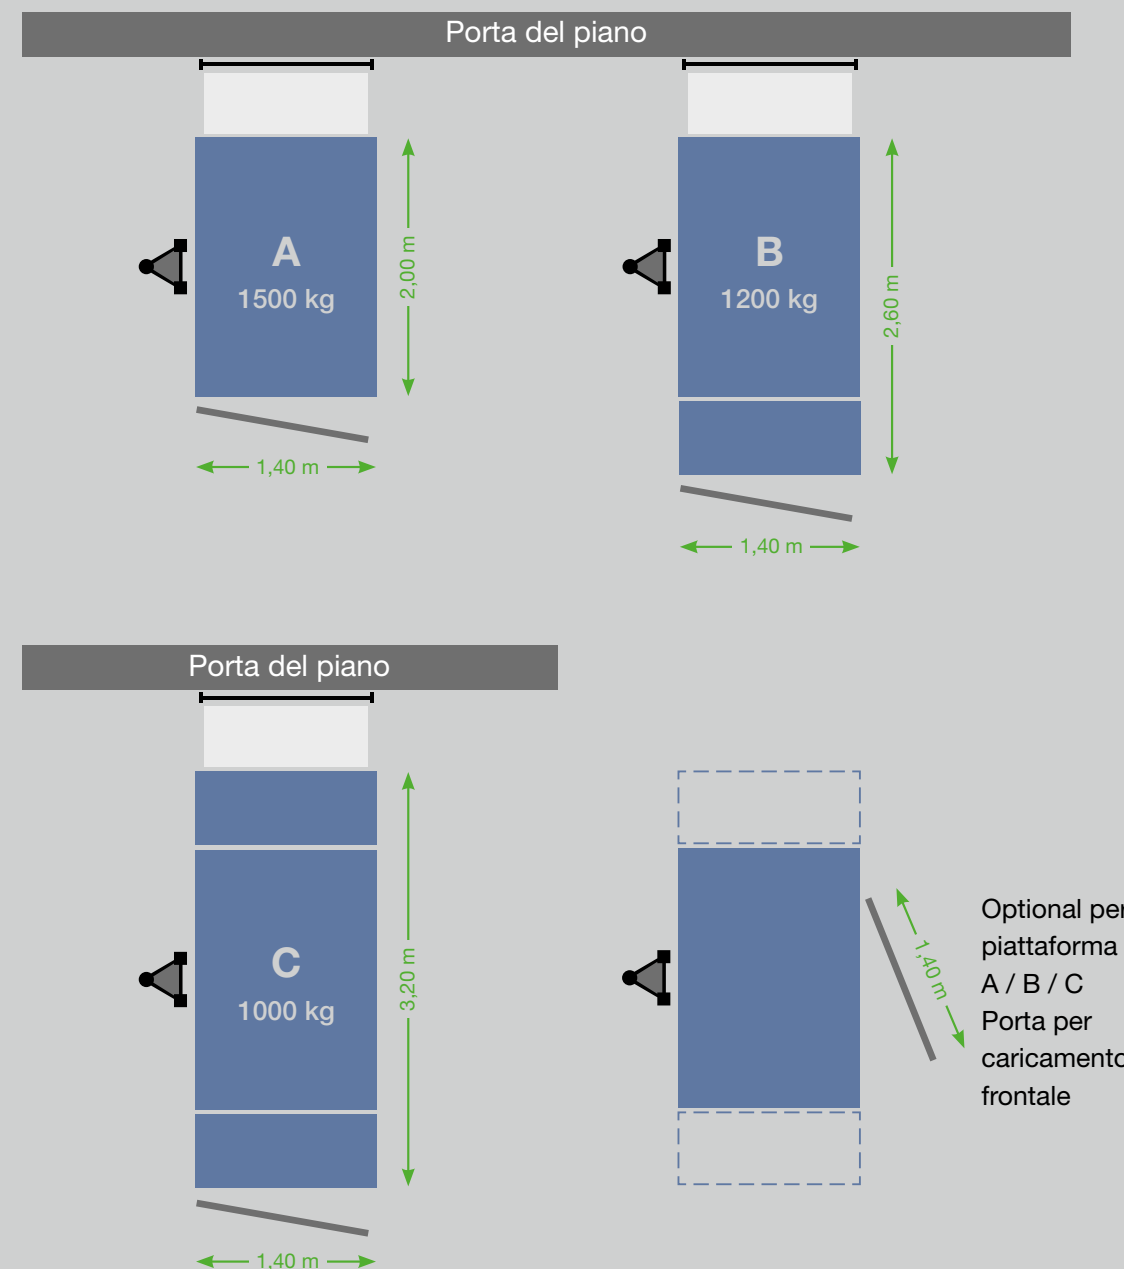 Porta del piano
A
1500 kg
2,00 m
1,40 m
B
1200 kg
2,60 m
1,40 m
Porta del piano
C
1000 kg
3,20 m
1,40 m
1,40 m
Optional per
piattaforma
A / B / C
Porta per
caricamento
frontale